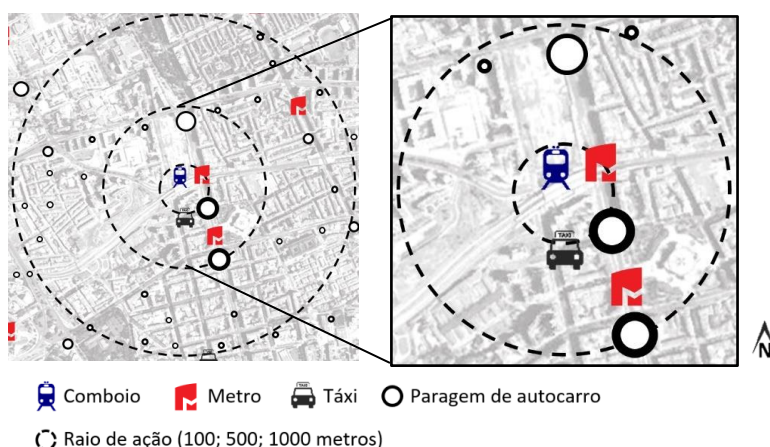 TAXI
N
Comboio
Metro
Táxi
Paragem de autocarro
Raio de ação (100; 500; 1000 metros)